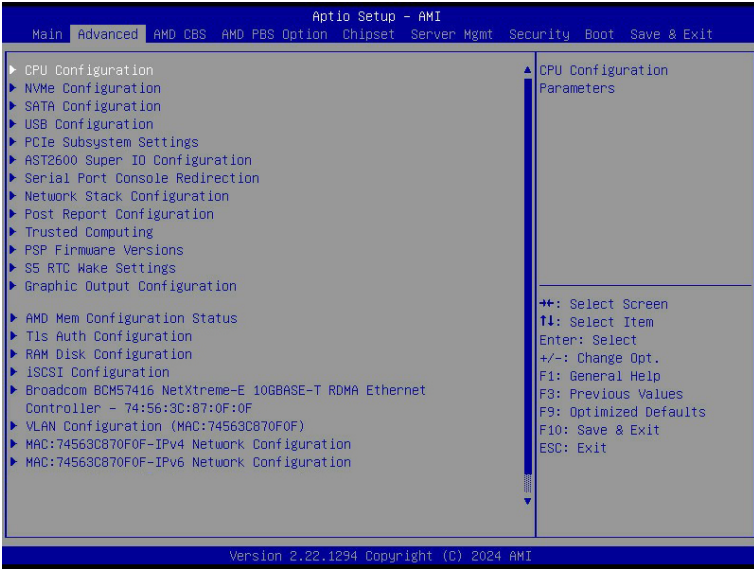 Aptio Setup - AMI
Main Advanced AMD CBS AMD PBS Option Chipset Server Mgmt Security Boot Save & Exit
CPU Configuration
NVMe Configuration
SATA Configuration
USB Configuration
PCIe Subsystem Settings
AST2600 Super IO Configuration
Serial Port Console Redirection
Network Stack Configuration
Post Report Configuration
Trusted Computing
PSP Firmware Versions
S5 RTC Wake Settings
Graphic Output Configuration
AMD Mem Configuration Status
Tls Auth Configuration
RAM Disk Configuration
iSCSI Configuration
Broadcom BCM57416 NetXtreme-E 10GBASE-T RDMA Ethernet
Controller - 74:56:3C:87:0F:0F
VLAN Configuration (MAC:74563C870F0F)
MAC:74563C870F0F-IPv4 Network Configuration
MAC:74563C870F0F-IPv6 Network Configuration
CPU Configuration
Parameters
→←: Select Screen
↑↓: Select Item
Enter: Select
+/-: Change Opt.
F1: General Help
F3: Previous Values
F9: Optimized Defaults
F10: Save & Exit
ESC: Exit
Version 2.22.1294 Copyright (C) 2024 AMI